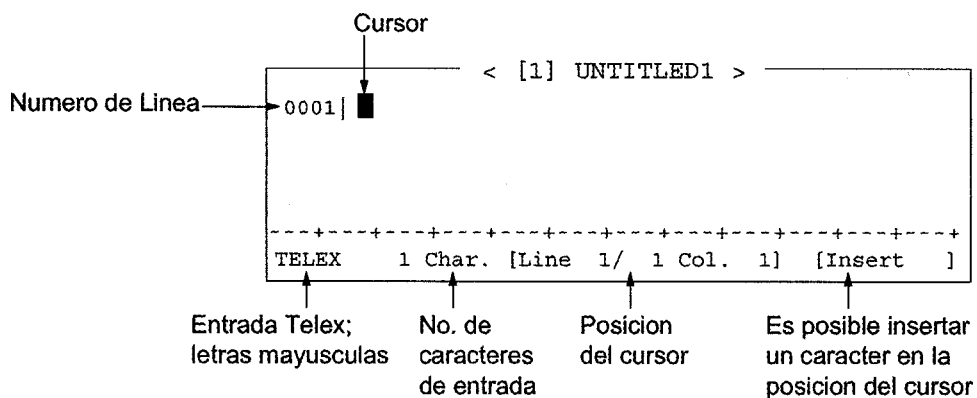 Cursor
< [1] UNTITLED1 >
Numero de Linea
0001|
---+---+---+---+---+---+---+---+---+---+---+---+
TELEX 1 Char. [Line 1/ 1 Col. 1] [Insert ]
Entrada Telex;
letras mayusculas
No. de
caracteres
de entrada
Posicion
del cursor
Es posible insertar
un caracter en la
posicion del cursor